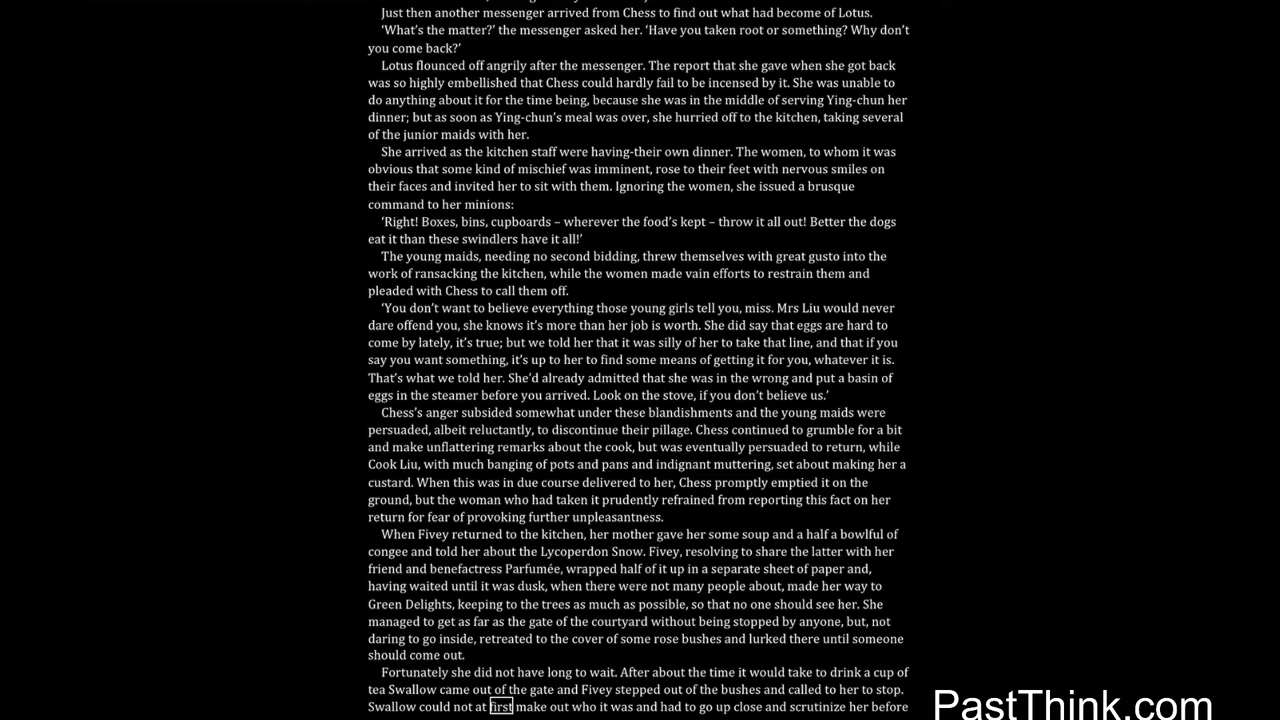 Just then another messenger arrived from Chess to find out what had become of Lotus.
‘What’s the matter?’ the messenger asked her. ‘Have you taken root or something? Why don’t
you come back?’
Lotus flounced off angrily after the messenger. The report that she gave when she got back
was so highly embellished that Chess could hardly fail to be incensed by it. She was unable to
do anything about it for the time being, because she was in the middle of serving Ying-chun her
dinner; but as soon as Ying-chun’s meal was over, she hurried off to the kitchen, taking several
of the junior maids with her.
She arrived as the kitchen staff were having-their own dinner. The women, to whom it was
obvious that some kind of mischief was imminent, rose to their feet with nervous smiles on
their faces and invited her to sit with them. Ignoring the women, she issued a brusque
command to her minions:
‘Right! Boxes, bins, cupboards – wherever the food’s kept – throw it all out! Better the dogs
eat it than these swindlers have it all!’
The young maids, needing no second bidding, threw themselves with great gusto into the
work of ransacking the kitchen, while the women made vain efforts to restrain them and
pleaded with Chess to call them off.
‘You don’t want to believe everything those young girls tell you, miss. Mrs Liu would never
dare offend you, she knows it’s more than her job is worth. She did say that eggs are hard to
come by lately, it’s true; but we told her that it was silly of her to take that line, and that if you
say you want something, it’s up to her to find some means of getting it for you, whatever it is.
That’s what we told her. She’d already admitted that she was in the wrong and put a basin of
eggs in the steamer before you arrived. Look on the stove, if you don’t believe us.’
Chess’s anger subsided somewhat under these blandishments and the young maids were
persuaded, albeit reluctantly, to discontinue their pillage. Chess continued to grumble for a bit
and make unflattering remarks about the cook, but was eventually persuaded to return, while
Cook Liu, with much banging of pots and pans and indignant muttering, set about making her a
custard. When this was in due course delivered to her, Chess promptly emptied it on the
ground, but the woman who had taken it prudently refrained from reporting this fact on her
return for fear of provoking further unpleasantness.
When Fivey returned to the kitchen, her mother gave her some soup and a half a bowlful of
congee and told her about the Lycoperdon Snow. Fivey, resolving to share the latter with her
friend and benefactress Parfumée, wrapped half of it up in a separate sheet of paper and,
having waited until it was dusk, when there were not many people about, made her way to
Green Delights, keeping to the trees as much as possible, so that no one should see her. She
managed to get as far as the gate of the courtyard without being stopped by anyone, but, not
daring to go inside, retreated to the cover of some rose bushes and lurked there until someone
should come out.
Fortunately she did not have long to wait. After about the time it would take to drink a cup of
tea Swallow came out of the gate and Fivey stepped out of the bushes and called to her to stop.
Swallow could not at first make out who it was and had to go up close and scrutinize her before
PastThink.com